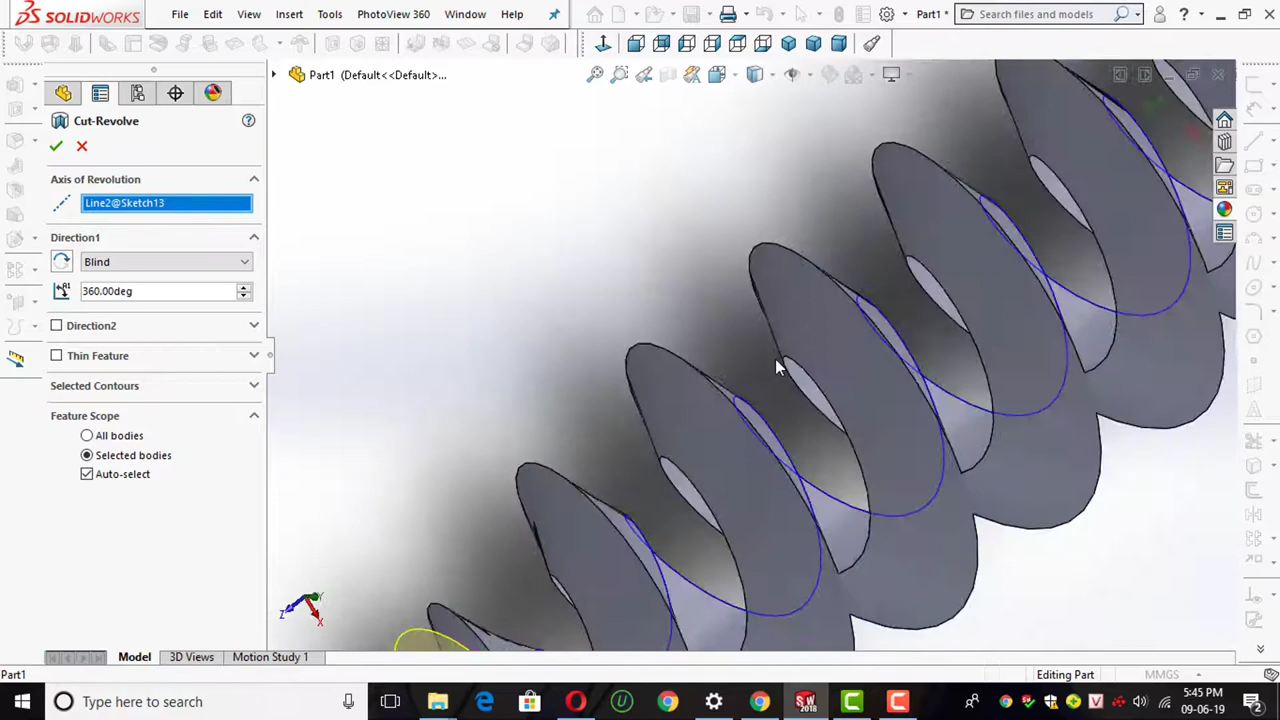 SOLIDWORKS
File Edit View Insert Tools PhotoView 360 Window Help
Part1 *
Search files and models
?
Part1 (Default<<Default>...
Cut-Revolve
Axis of Revolution
Line2@Sketch13
Direction1
Blind
360.00deg
Direction2
Thin Feature
Selected Contours
Feature Scope
All bodies
Selected bodies
Auto-select
Z
Y
X
Model 3D Views Motion Study 1
Part1
Editing Part
MMGS
Type here to search
SW
2018
5:45 PM
09-06-19
2